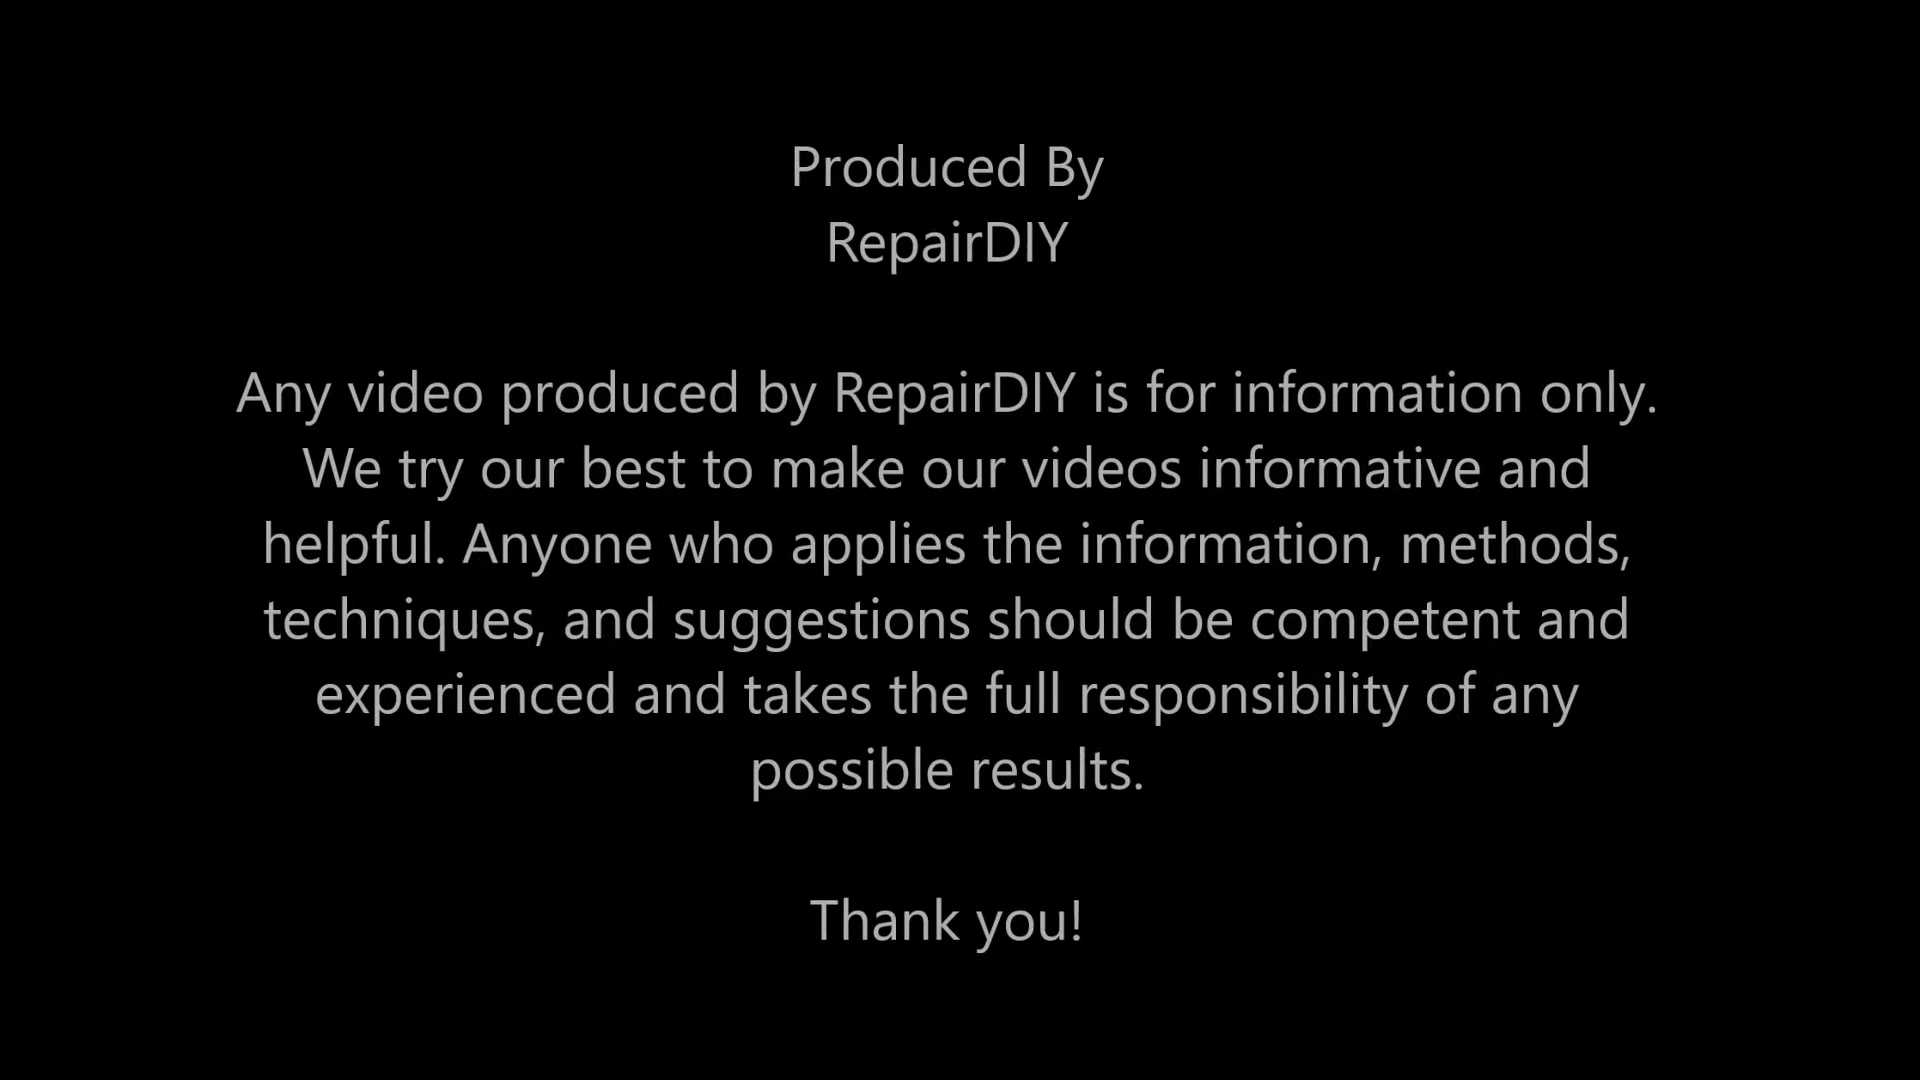 Produced By
RepairDIY
Any video produced by RepairDIY is for information only.
We try our best to make our videos informative and
helpful. Anyone who applies the information, methods,
techniques, and suggestions should be competent and
experienced and takes the full responsibility of any
possible results.
Thank you!